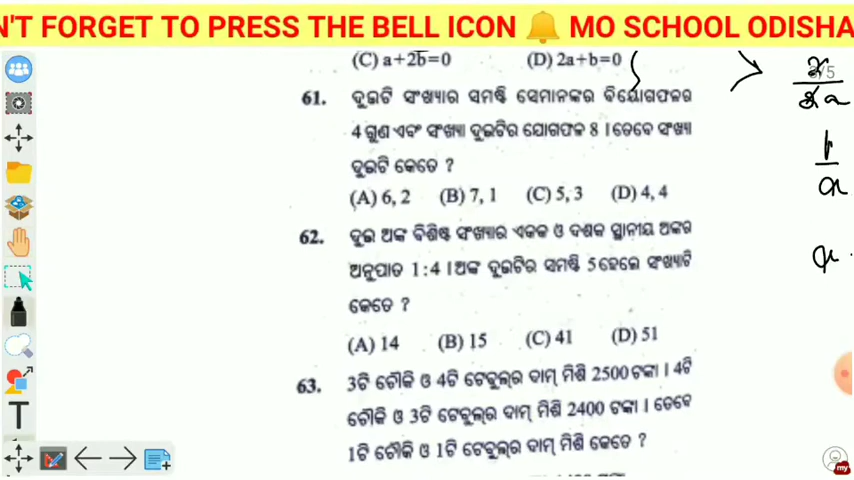 N'T FORGET TO PRESS THE BELL ICON 🔔 MO SCHOOL ODISHA
(C) a+2b=0 (D) 2a+b=0
61. ଦୁଇଟି ସଂଖ୍ୟାର ସମଷ୍ଟି ସେମାନଙ୍କର ବିୟୋଗଫଳର
4 ଗୁଣ ଏବଂ ସଂଖ୍ୟା ଦୁଇଟିର ଯୋଗଫଳ 8 । ତେବେ ସଂଖ୍ୟା
ଦୁଇଟି କେତେ ?
(A) 6, 2 (B) 7, 1 (C) 5, 3 (D) 4, 4
62. ଦୁଇ ଅଙ୍କ ବିଶିଷ୍ଟ ସଂଖ୍ୟାର ଏକକ ଓ ଦଶକ ସ୍ଥାନୀୟ ଅଙ୍କର
ଅନୁପାତ 1:4 । ଅଙ୍କ ଦୁଇଟିର ସମଷ୍ଟି 5 ହେଲେ ସଂଖ୍ୟାଟି
କେତେ ?
(A) 14 (B) 15 (C) 41 (D) 51
63. 3ଟି ଚୌକି ଓ 4ଟି ଟେବୁଲ୍‌ର ଦାମ୍ ମିଶି 2500 ଟଙ୍କା । 4ଟି
ଚୌକି ଓ 3ଟି ଟେବୁଲ୍‌ର ଦାମ୍ ମିଶି 2400 ଟଙ୍କା । ତେବେ
1ଟି ଚୌକି ଓ 1ଟି ଟେବୁଲ୍‌ର ଦାମ୍ ମିଶି କେତେ ?
T
my